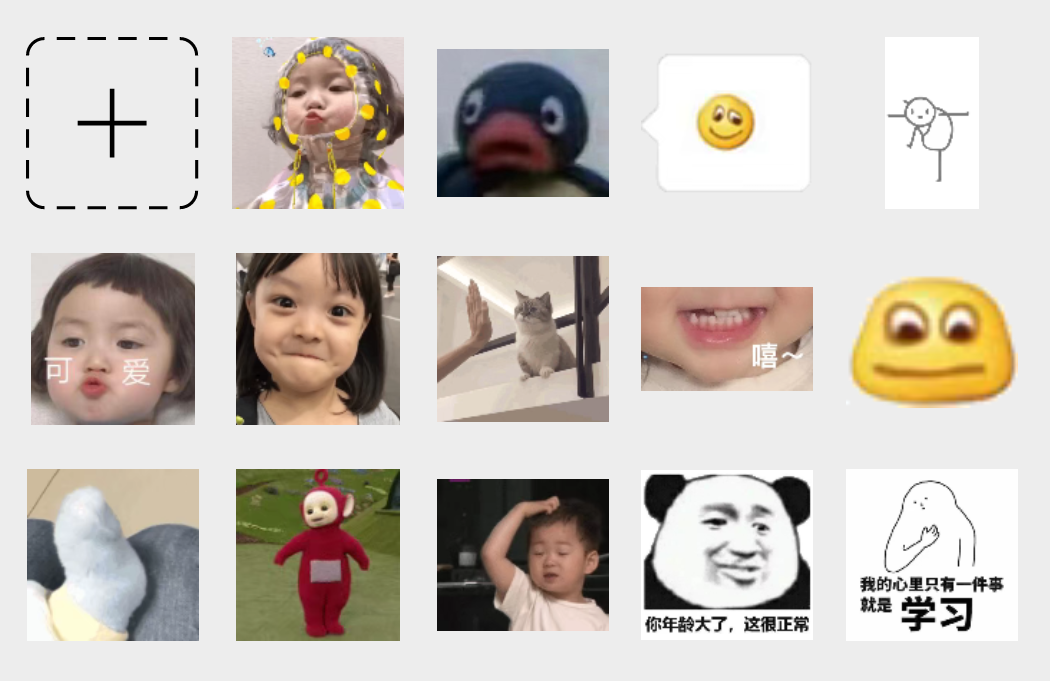 可 爱
嘻～
你年龄大了，这很正常
我的心里只有一件事
就是 学习